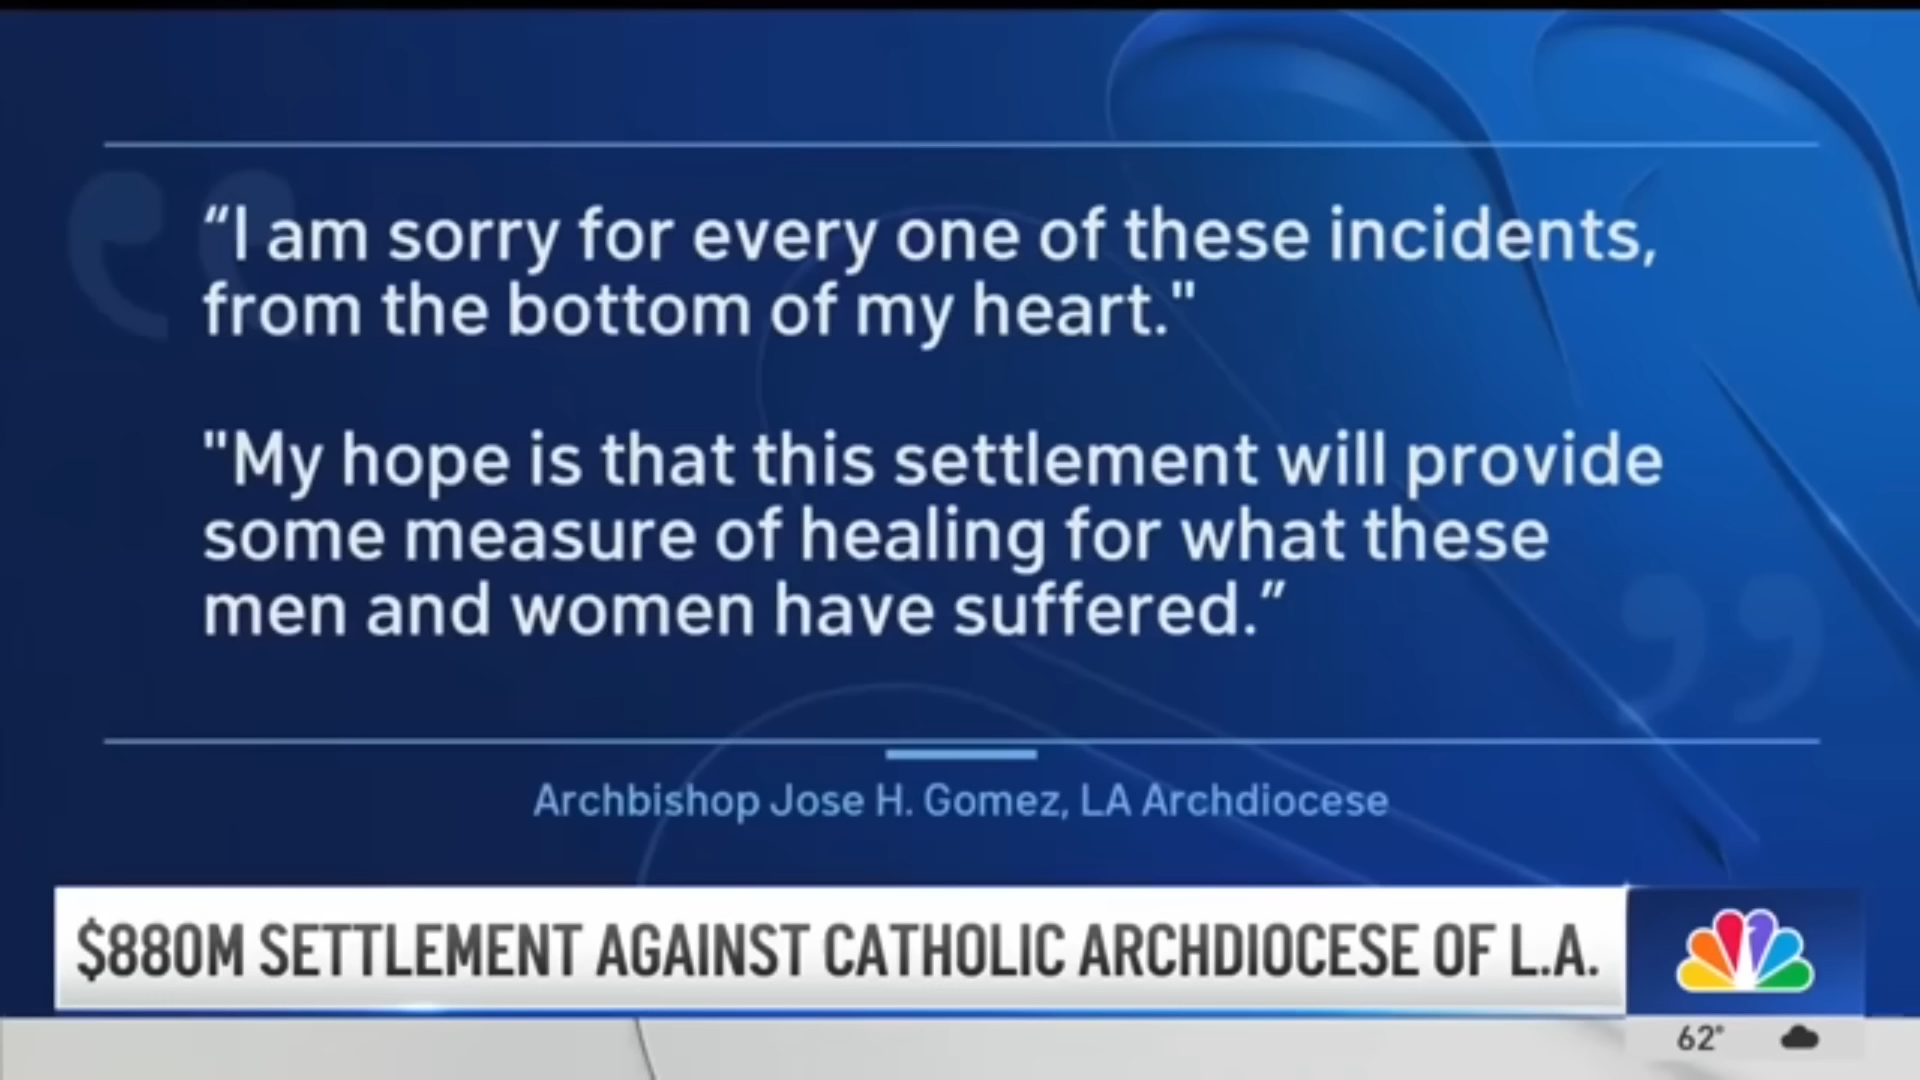 “I am sorry for every one of these incidents,
from the bottom of my heart."
"My hope is that this settlement will provide
some measure of healing for what these
men and women have suffered.”
Archbishop Jose H. Gomez, LA Archdiocese
$880M SETTLEMENT AGAINST CATHOLIC ARCHDIOCESE OF L.A.
62°